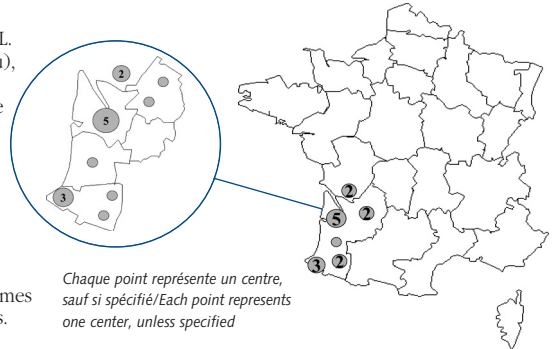 L.
),
e
mes
s.
2
5
3
2
5
2
3
2
Chaque point représente un centre,
sauf si spécifié/Each point represents
one center, unless specified